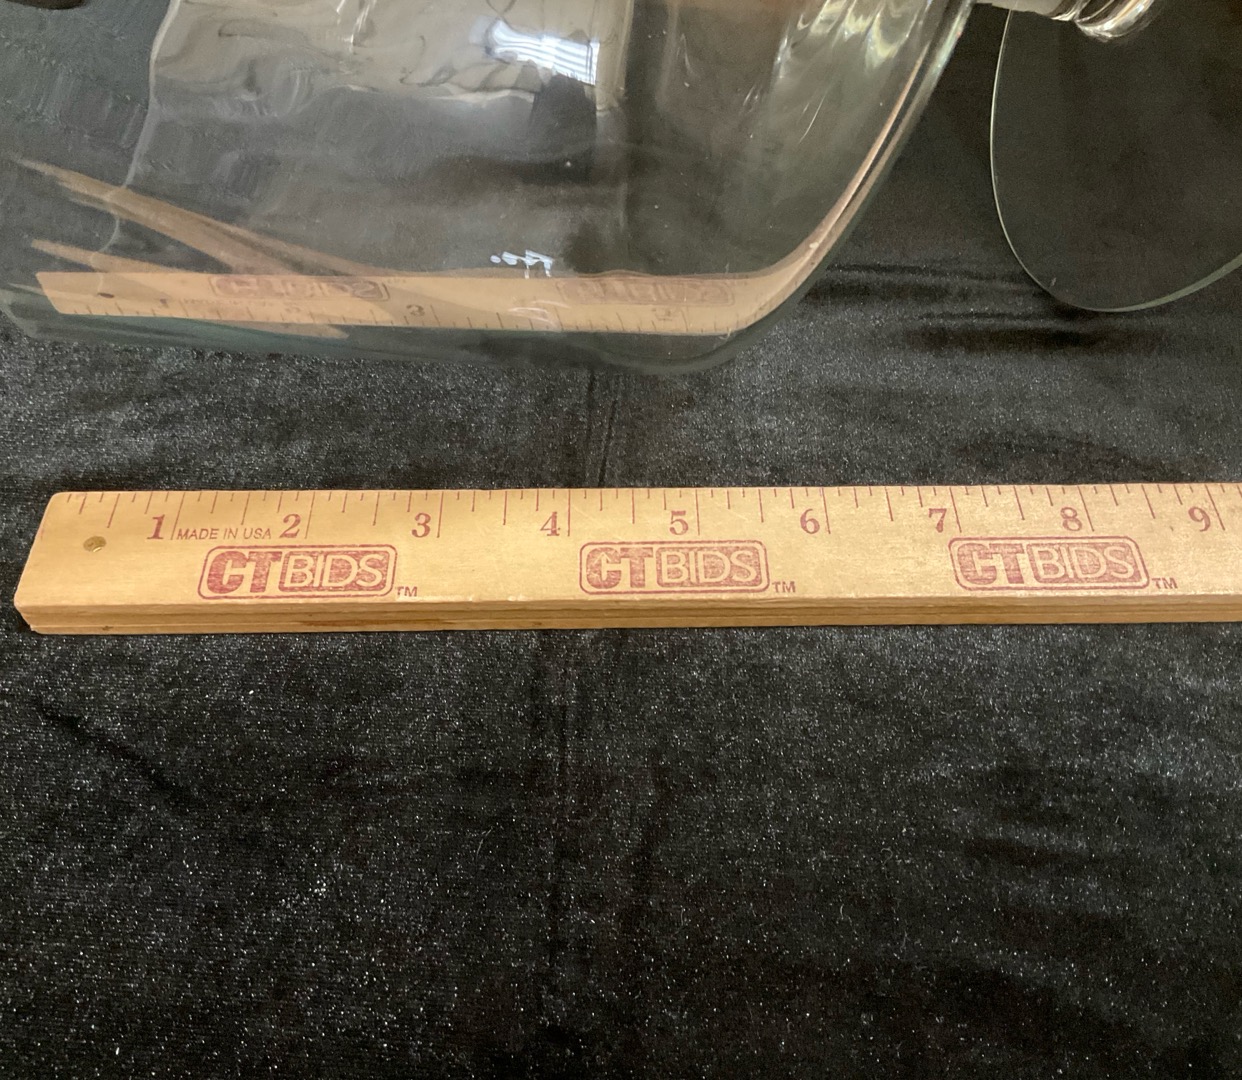 1 MADE IN USA 2 3 4 5 6 7 8 9
CTBIDS™ CTBIDS™ CTBIDS™